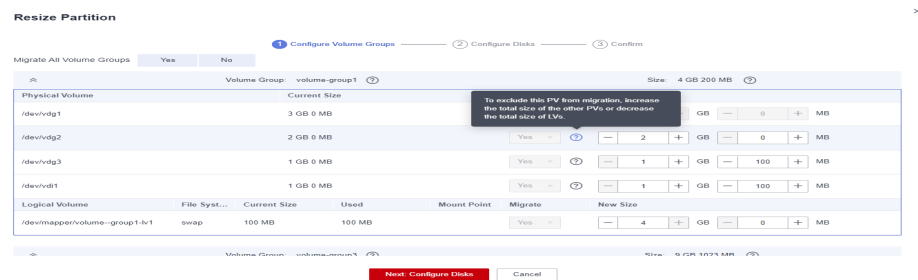 Resize Partition
1 Configure Volume Groups 2 Configure Disks 3 Confirm
Migrate All Volume Groups Yes No
Volume Group: volume-group1 ? Size: 4 GB 200 MB ?
Physical Volume Current Size
To exclude this PV from migration, increase
the total size of the other PVs or decrease
the total size of LVs.
/dev/vdg1 3 GB 0 MB GB 0 MB
/dev/vdg2 2 GB 0 MB Yes ? 2 GB 0 MB
/dev/vdg3 1 GB 0 MB Yes ? 1 GB 100 MB
/dev/vdi1 1 GB 0 MB Yes ? 1 GB 100 MB
Logical Volume File Syst... Current Size Used Mount Point Migrate New Size
/dev/mapper/volume--group1-lv1 swap 100 MB 100 MB Yes 4 GB 0 MB
Volume Group: volume-group3 ? Size: 9 GB 1023 MB ?
Next: Configure Disks Cancel